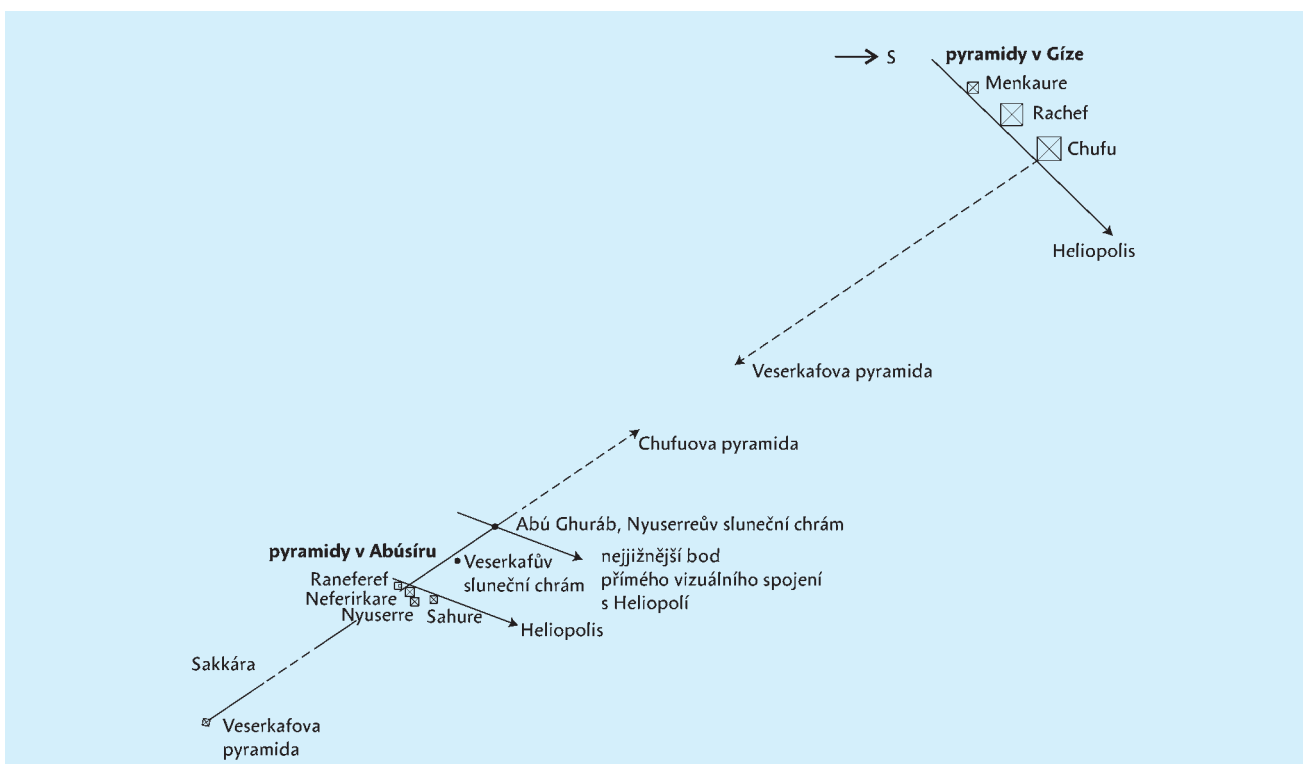 S
pyramidy v Gíze
Menkaure
Rachef
Chufu
Heliopolis
Veserkafova pyramida
Chufuova pyramida
Abú Ghuráb, Nyuserreův sluneční chrám
nejjižnější bod
přímého vizuálního spojení
s Heliopolí
pyramidy v Abúsíru
Veserkafův
sluneční chrám
Raneferef
Neferirkare
Nyuserre
Sahure
Heliopolis
Sakkára
Veserkafova
pyramida